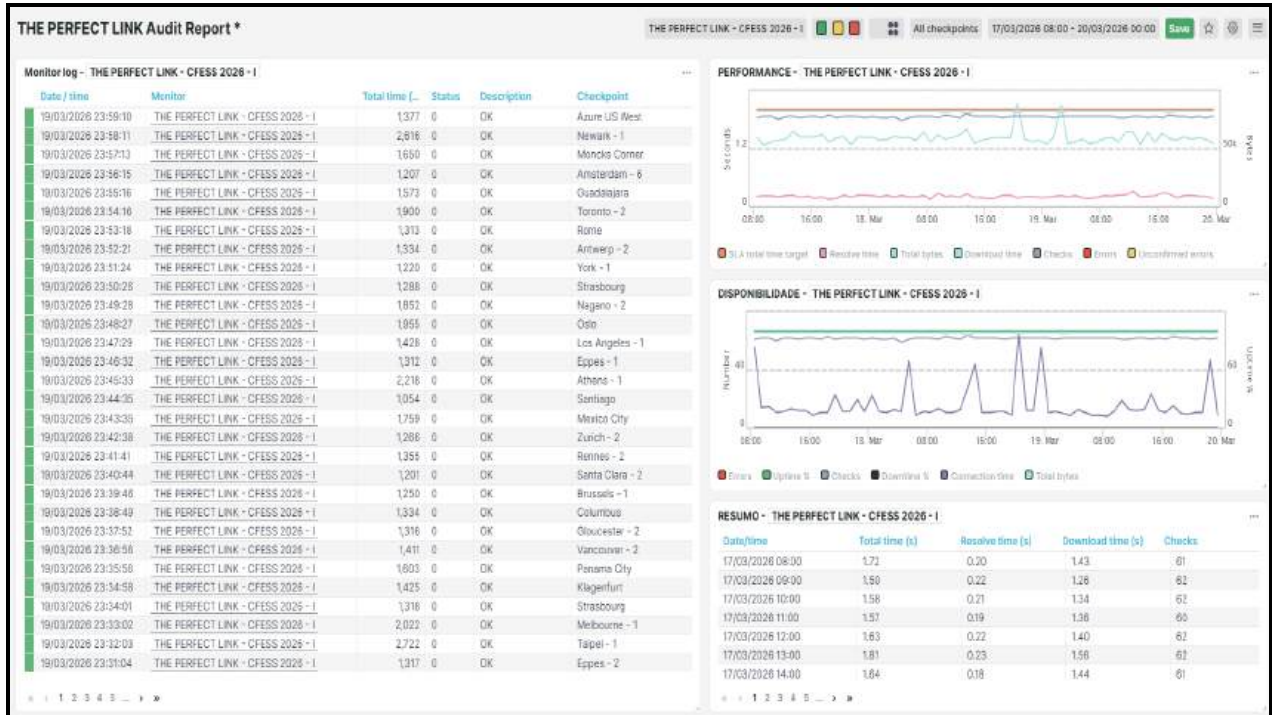 THE PERFECT LINK Audit Report *
THE PERFECT LINK - CFESS 2026 - I
All checkpoints
17/03/2026 08:00 - 20/03/2026 00:00
Save
Monitor log - THE PERFECT LINK - CFESS 2026 - I
Date / time Monitor Total time (... Status Description Checkpoint
19/03/2026 23:59:10 THE PERFECT LINK - CFESS 2026 - I 1,377 0 OK Azure US West
19/03/2026 23:58:11 THE PERFECT LINK - CFESS 2026 - I 2,616 0 OK Newark - 1
19/03/2026 23:57:13 THE PERFECT LINK - CFESS 2026 - I 1,650 0 OK Moncks Corner
19/03/2026 23:56:15 THE PERFECT LINK - CFESS 2026 - I 1,207 0 OK Amsterdam - 6
19/03/2026 23:55:16 THE PERFECT LINK - CFESS 2026 - I 1,573 0 OK Guadalajara
19/03/2026 23:54:16 THE PERFECT LINK - CFESS 2026 - I 1,900 0 OK Toronto - 2
19/03/2026 23:53:18 THE PERFECT LINK - CFESS 2026 - I 1,313 0 OK Rome
19/03/2026 23:52:21 THE PERFECT LINK - CFESS 2026 - I 1,334 0 OK Antwerp - 2
19/03/2026 23:51:24 THE PERFECT LINK - CFESS 2026 - I 1,220 0 OK York - 1
19/03/2026 23:50:26 THE PERFECT LINK - CFESS 2026 - I 1,288 0 OK Strasbourg
19/03/2026 23:49:28 THE PERFECT LINK - CFESS 2026 - I 1,852 0 OK Nagano - 2
19/03/2026 23:48:27 THE PERFECT LINK - CFESS 2026 - I 1,955 0 OK Oslo
19/03/2026 23:47:29 THE PERFECT LINK - CFESS 2026 - I 1,426 0 OK Los Angeles - 1
19/03/2026 23:46:32 THE PERFECT LINK - CFESS 2026 - I 1,312 0 OK Eppes - 1
19/03/2026 23:45:33 THE PERFECT LINK - CFESS 2026 - I 2,216 0 OK Athens - 1
19/03/2026 23:44:35 THE PERFECT LINK - CFESS 2026 - I 1,054 0 OK Santiago
19/03/2026 23:43:35 THE PERFECT LINK - CFESS 2026 - I 1,759 0 OK Mexico City
19/03/2026 23:42:38 THE PERFECT LINK - CFESS 2026 - I 1,266 0 OK Zurich - 2
19/03/2026 23:41:41 THE PERFECT LINK - CFESS 2026 - I 1,355 0 OK Rennes - 2
19/03/2026 23:40:44 THE PERFECT LINK - CFESS 2026 - I 1,201 0 OK Santa Clara - 2
19/03/2026 23:39:46 THE PERFECT LINK - CFESS 2026 - I 1,250 0 OK Brussels - 1
19/03/2026 23:38:49 THE PERFECT LINK - CFESS 2026 - I 1,334 0 OK Columbus
19/03/2026 23:37:52 THE PERFECT LINK - CFESS 2026 - I 1,316 0 OK Gloucester - 2
19/03/2026 23:36:56 THE PERFECT LINK - CFESS 2026 - I 1,411 0 OK Vancouver - 2
19/03/2026 23:35:56 THE PERFECT LINK - CFESS 2026 - I 1,603 0 OK Panama City
19/03/2026 23:34:58 THE PERFECT LINK - CFESS 2026 - I 1,425 0 OK Klagenfurt
19/03/2026 23:34:01 THE PERFECT LINK - CFESS 2026 - I 1,316 0 OK Strasbourg
19/03/2026 23:33:02 THE PERFECT LINK - CFESS 2026 - I 2,022 0 OK Melbourne - 1
19/03/2026 23:32:03 THE PERFECT LINK - CFESS 2026 - I 2,722 0 OK Taipei - 1
19/03/2026 23:31:04 THE PERFECT LINK - CFESS 2026 - I 1,317 0 OK Eppes - 2
« ‹ 1 2 3 4 5 ... › »
PERFORMANCE - THE PERFECT LINK - CFESS 2026 - I
Seconds
1.2
0
50k
0
Bytes
08:00 16:00 18. Mar 08:00 16:00 19. Mar 08:00 16:00 20. Mar
SLA total time target Resolve time Total bytes Download time Checks Errors Unconfirmed errors
DISPONIBILIDADE - THE PERFECT LINK - CFESS 2026 - I
Number
40
0
60
0
Uptime %
08:00 16:00 18. Mar 08:00 16:00 19. Mar 08:00 16:00 20. Mar
Errors Uptime % Checks Downtime % Connection time Total bytes
RESUMO - THE PERFECT LINK - CFESS 2026 - I
Date/time Total time (s) Resolve time (s) Download time (s) Checks
17/03/2026 08:00 1.72 0.20 1.43 61
17/03/2026 09:00 1.50 0.22 1.26 62
17/03/2026 10:00 1.58 0.21 1.34 62
17/03/2026 11:00 1.57 0.19 1.36 60
17/03/2026 12:00 1.63 0.22 1.40 62
17/03/2026 13:00 1.81 0.23 1.56 62
17/03/2026 14:00 1.64 0.18 1.44 61
« ‹ 1 2 3 4 5 ... › »